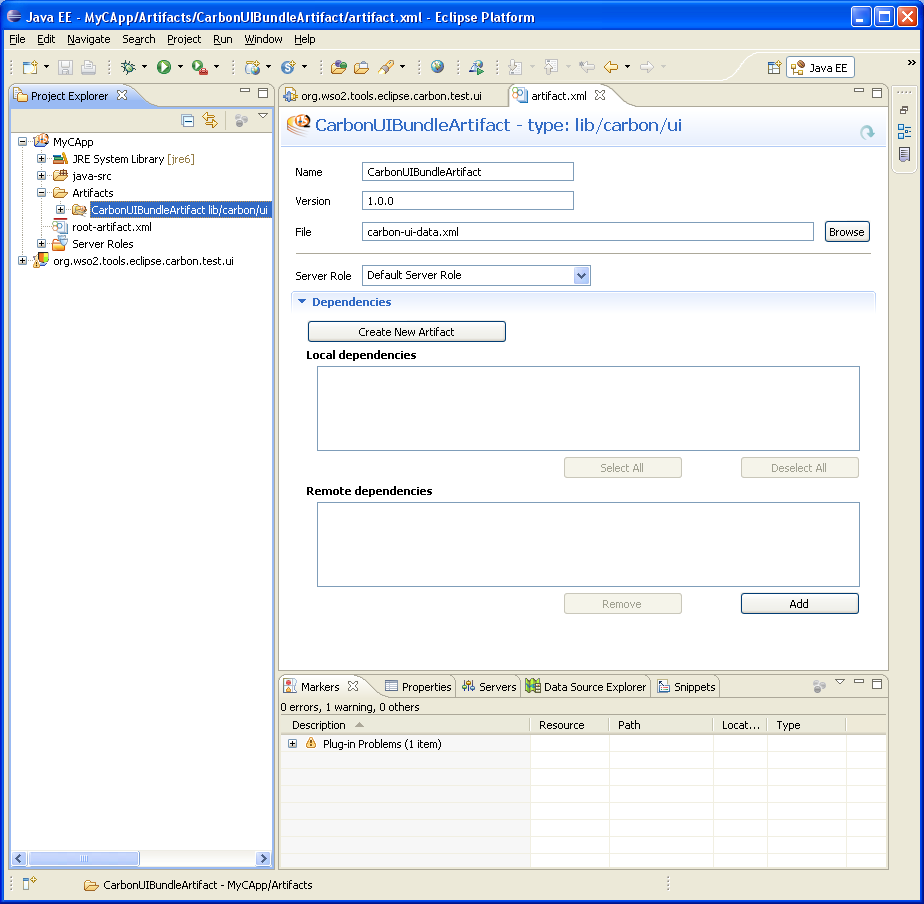 Java EE - MyCApp/Artifacts/CarbonUIBundleArtifact/artifact.xml - Eclipse Platform
File Edit Navigate Search Project Run Window Help
Java EE
Project Explorer
MyCApp
JRE System Library [jre6]
java-src
Artifacts
CarbonUIBundleArtifact lib/carbon/ui
root-artifact.xml
Server Roles
org.wso2.tools.eclipse.carbon.test.ui
org.wso2.tools.eclipse.carbon.test.ui artifact.xml
CarbonUIBundleArtifact - type: lib/carbon/ui
Name CarbonUIBundleArtifact
Version 1.0.0
File carbon-ui-data.xml Browse
Server Role Default Server Role
Dependencies
Create New Artifact
Local dependencies
Select All Deselect All
Remote dependencies
Remove Add
Markers Properties Servers Data Source Explorer Snippets
0 errors, 1 warning, 0 others
Description Resource Path Locat... Type
Plug-in Problems (1 item)
CarbonUIBundleArtifact - MyCApp/Artifacts